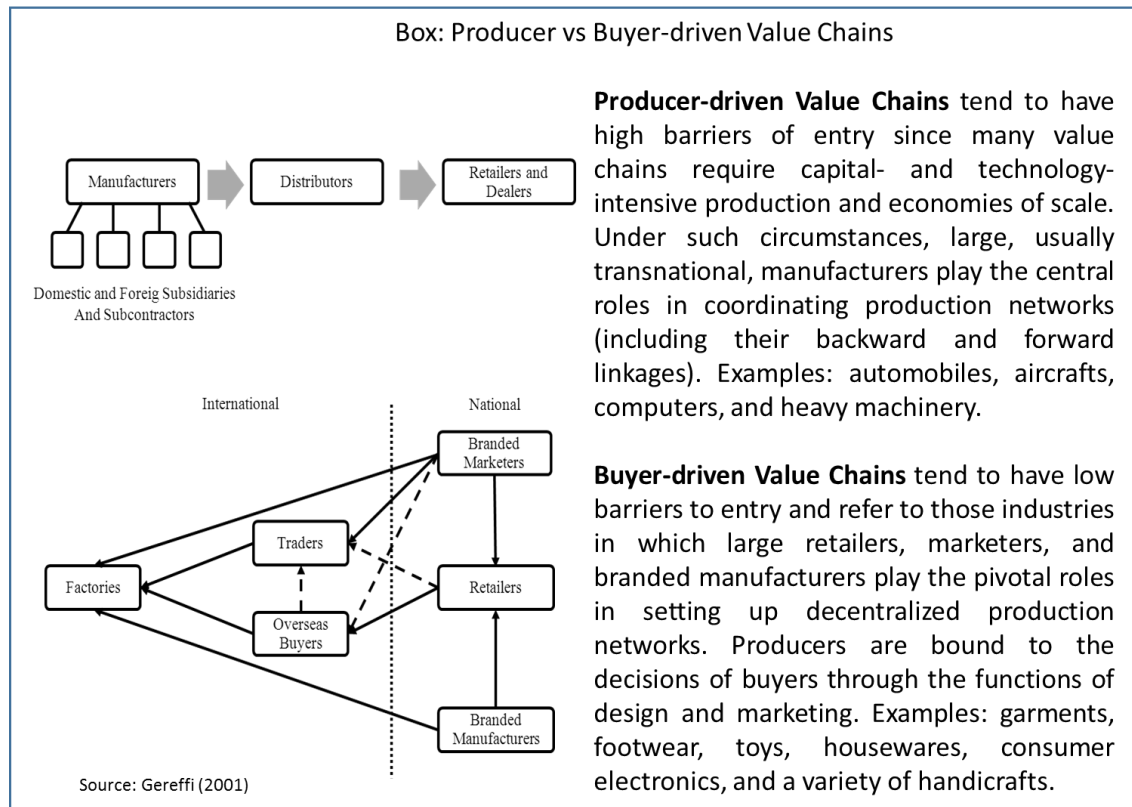 Box: Producer vs Buyer-driven Value Chains
Manufacturers
Distributors
Retailers and
Dealers
Domestic and Foreig Subsidiaries
And Subcontractors
International
National
Branded
Marketers
Traders
Factories
Retailers
Overseas
Buyers
Branded
Manufacturers
Source: Gereffi (2001)
Producer-driven Value Chains tend to have
high barriers of entry since many value
chains require capital- and technology-
intensive production and economies of scale.
Under such circumstances, large, usually
transnational, manufacturers play the central
roles in coordinating production networks
(including their backward and forward
linkages). Examples: automobiles, aircrafts,
computers, and heavy machinery.
Buyer-driven Value Chains tend to have low
barriers to entry and refer to those industries
in which large retailers, marketers, and
branded manufacturers play the pivotal roles
in setting up decentralized production
networks. Producers are bound to the
decisions of buyers through the functions of
design and marketing. Examples: garments,
footwear, toys, housewares, consumer
electronics, and a variety of handicrafts.